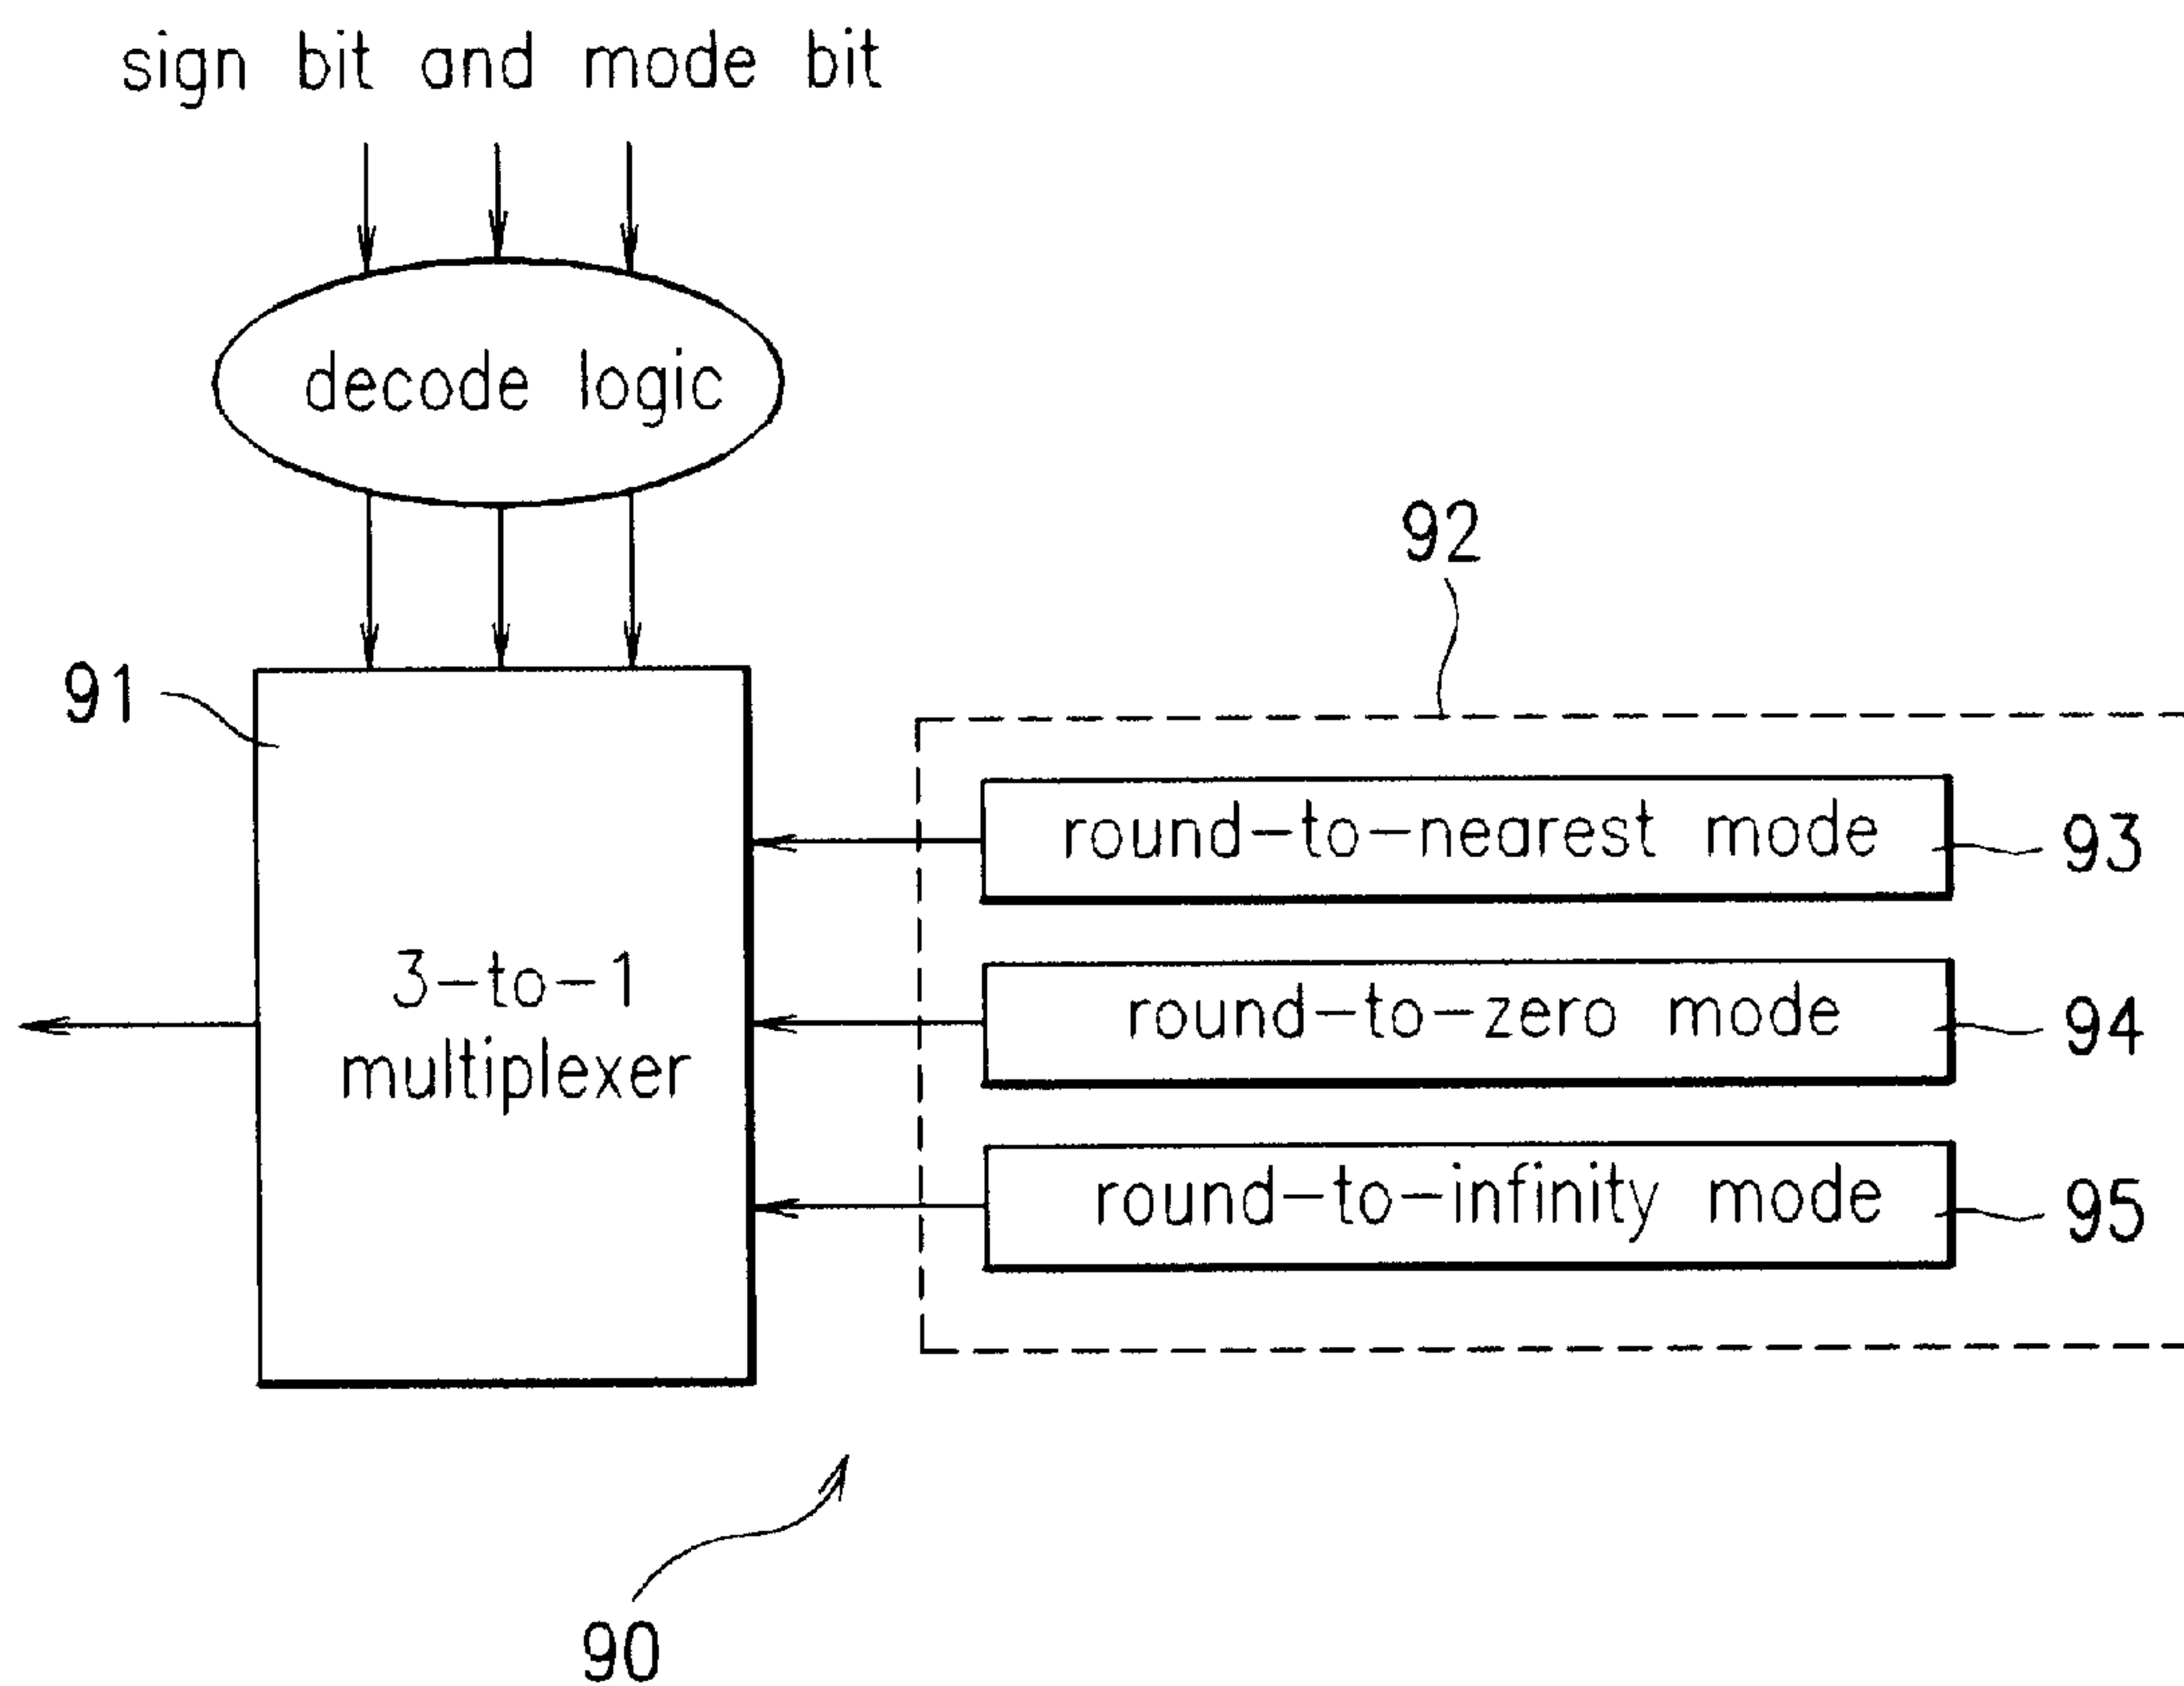 sign bit and mode bit
decode logic
92
91
round-to-nearest mode
93
3-to-1
multiplexer
round-to-zero mode
94
round-to-infinity mode
95
90